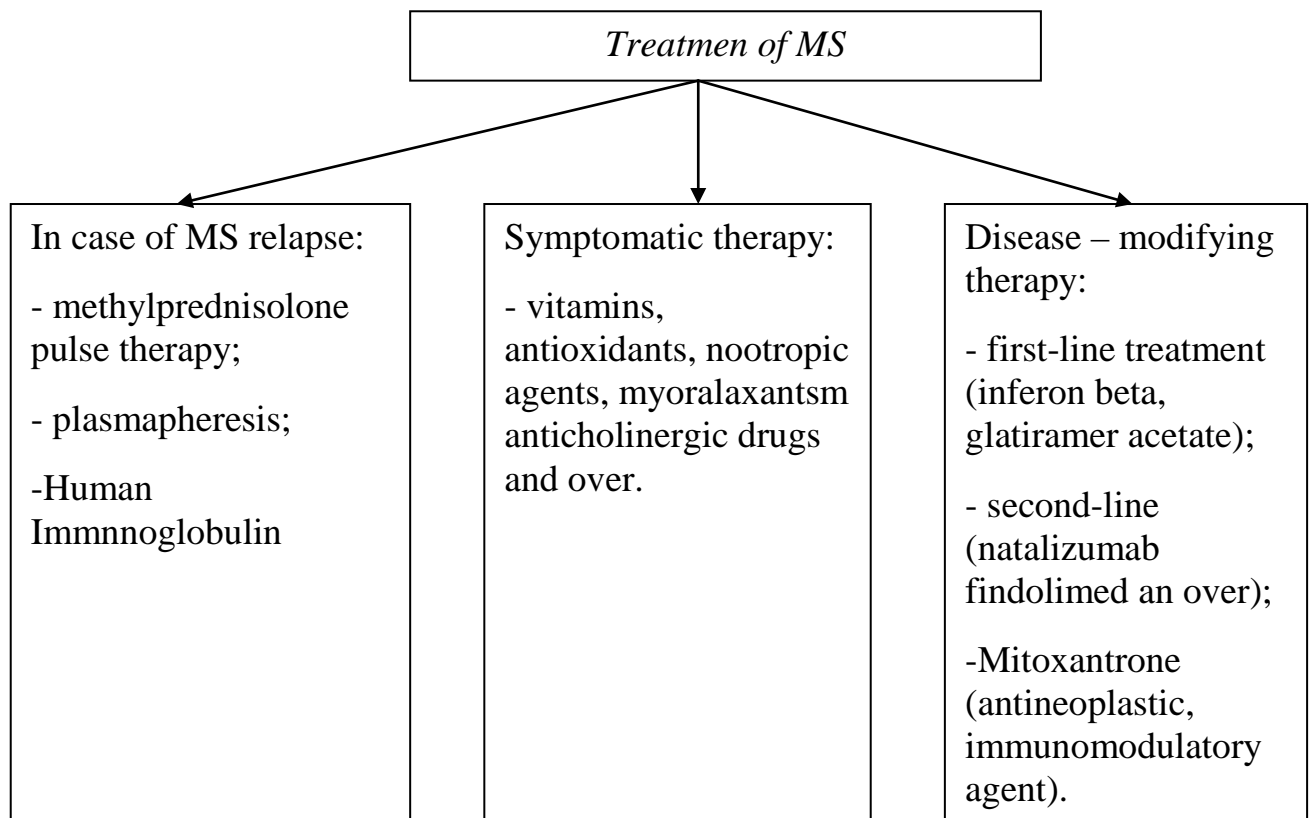 Treatmen of MS
In case of MS relapse:
- methylprednisolone
pulse therapy;
- plasmapheresis;
-Human
Immnnoglobulin
Symptomatic therapy:
- vitamins,
antioxidants, nootropic
agents, myoralaxantsm
anticholinergic drugs
and over.
Disease – modifying
therapy:
- first-line treatment
(inferon beta,
glatiramer acetate);
- second-line
(natalizumab
findolimed an over);
-Mitoxantrone
(antineoplastic,
immunomodulatory
agent).